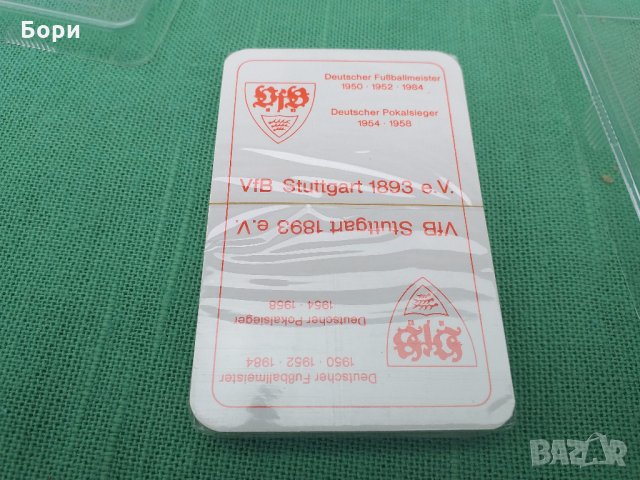 Бори
VfB
Deutscher Fußballmeister
1950 · 1952 · 1984
Deutscher Pokalsieger
1954 · 1958
VfB Stuttgart 1893 e.V.
VfB Stuttgart 1893 e.V.
Deutscher Pokalsieger
1954 · 1958
VfB
Deutscher Fußballmeister
1950 · 1952 · 1984
BAZAR